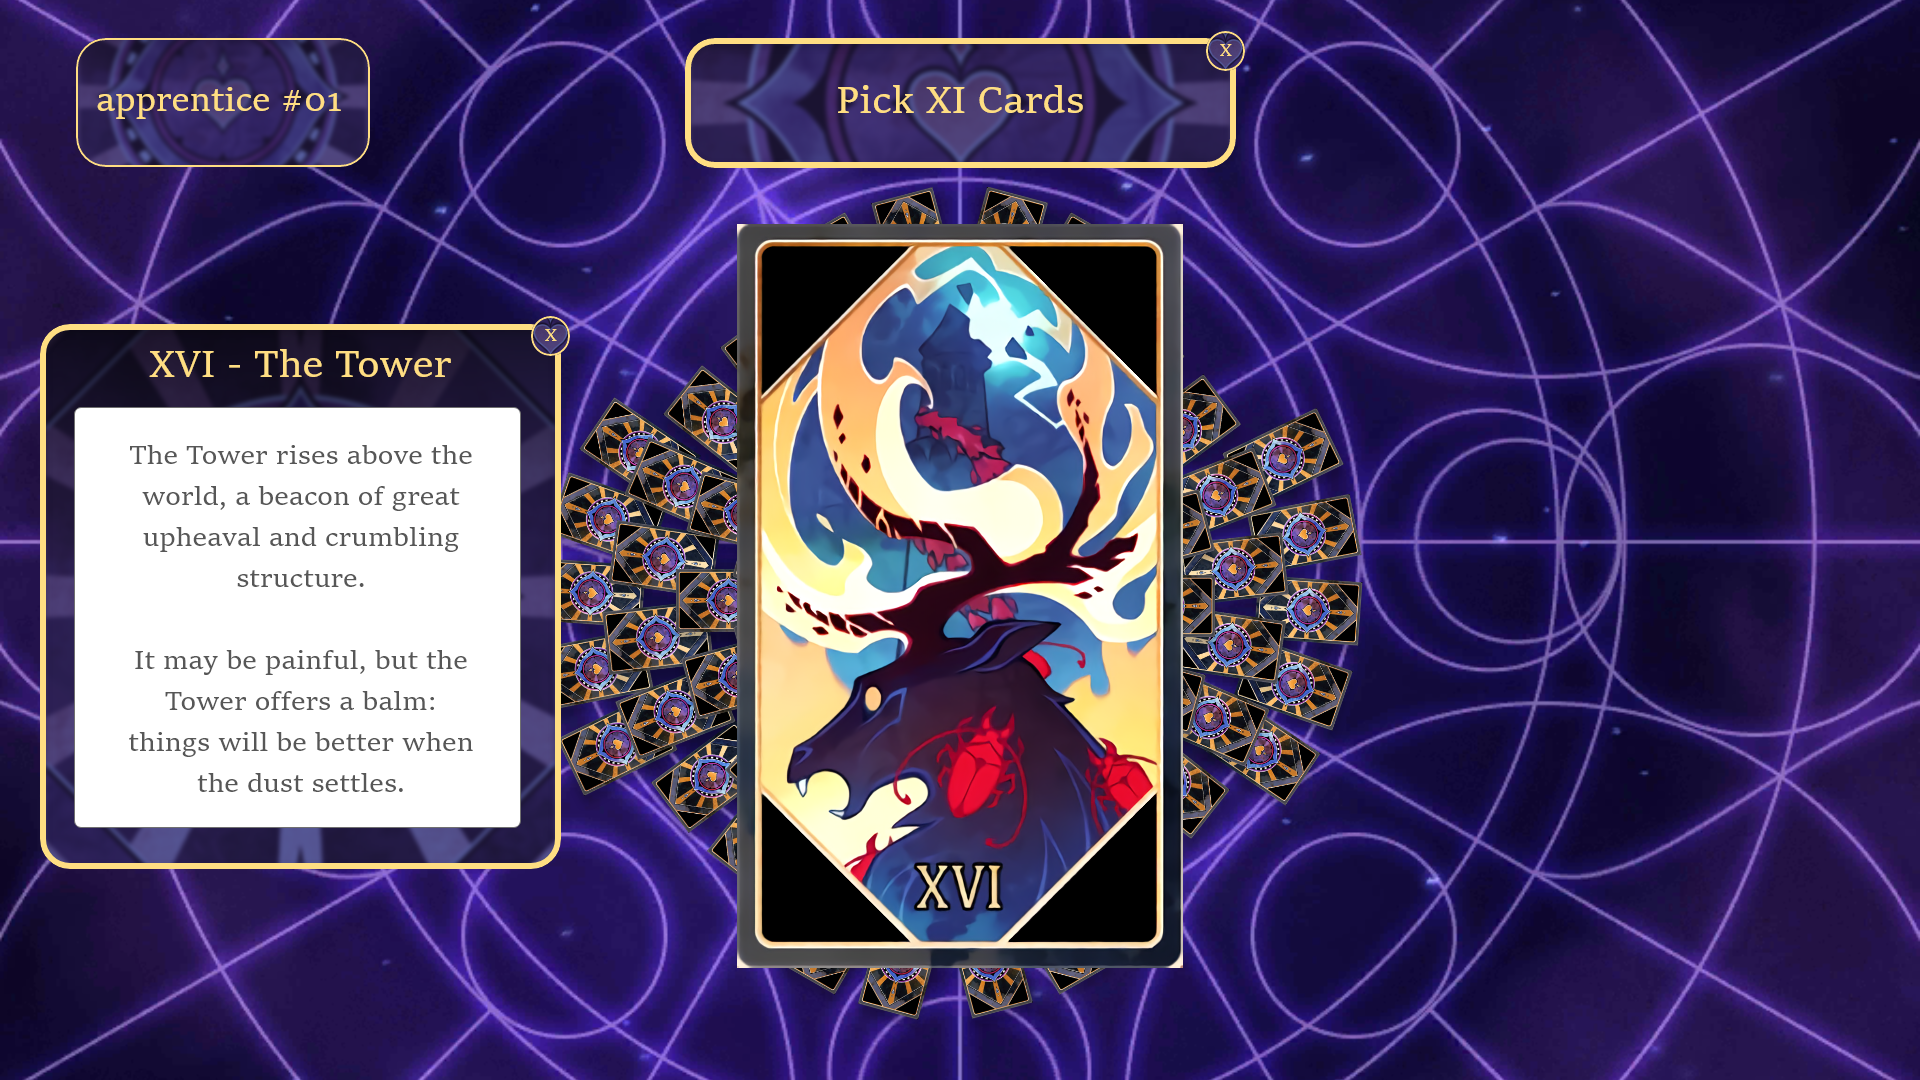 apprentice #01
Pick XI Cards
X
X
XVI - The Tower
The Tower rises above the
world, a beacon of great
upheaval and crumbling
structure.
It may be painful, but the
Tower offers a balm:
things will be better when
the dust settles.
XVI